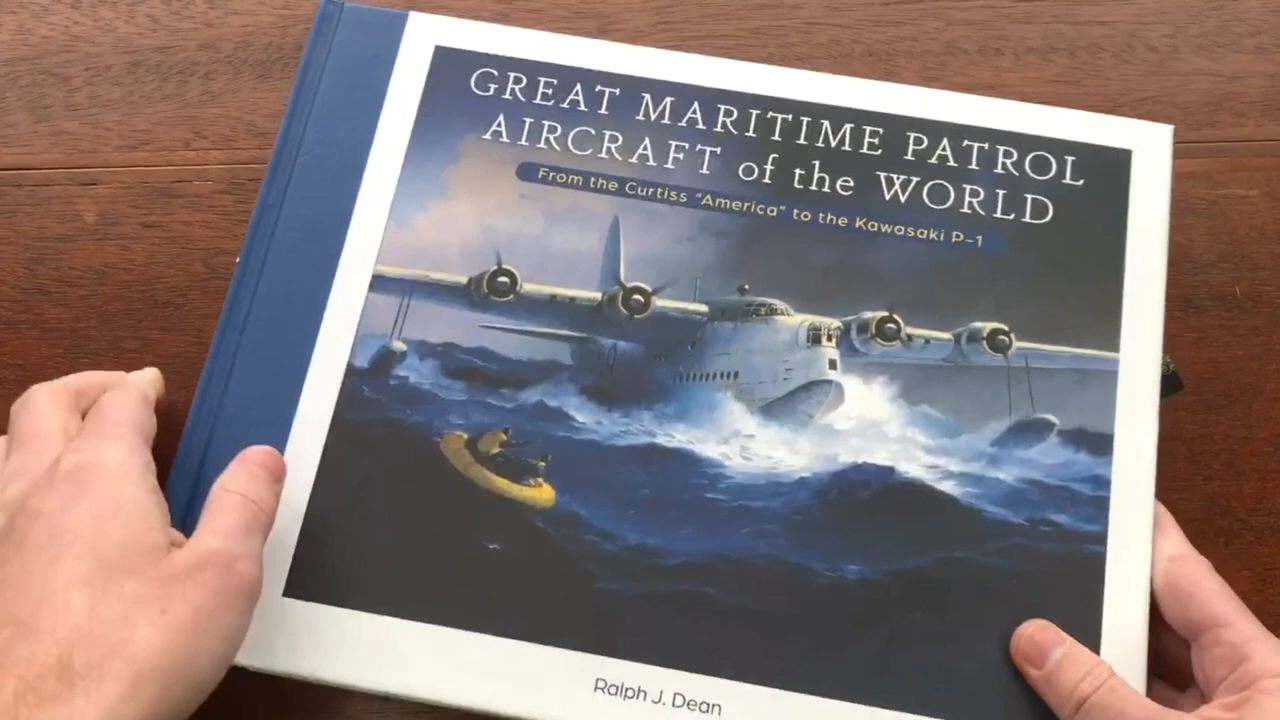 GREAT MARITIME PATROL
AIRCRAFT of the WORLD
From the Curtiss "America" to the Kawasaki P-1
Ralph J. Dean